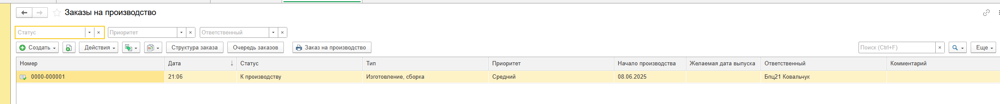 Заказы на производство
Статус Приоритет Ответственный
Создать Действия Структура заказа Очередь заказов Заказ на производство Поиск (Ctrl+F) Еще
Номер Дата ↓ Статус Тип Приоритет Начало производства Желаемая дата выпуска Ответственный Комментарий
0000-000001 21:06 К производству Изготовление, сборка Средний 08.06.2025 Бпц21 Ковальчук